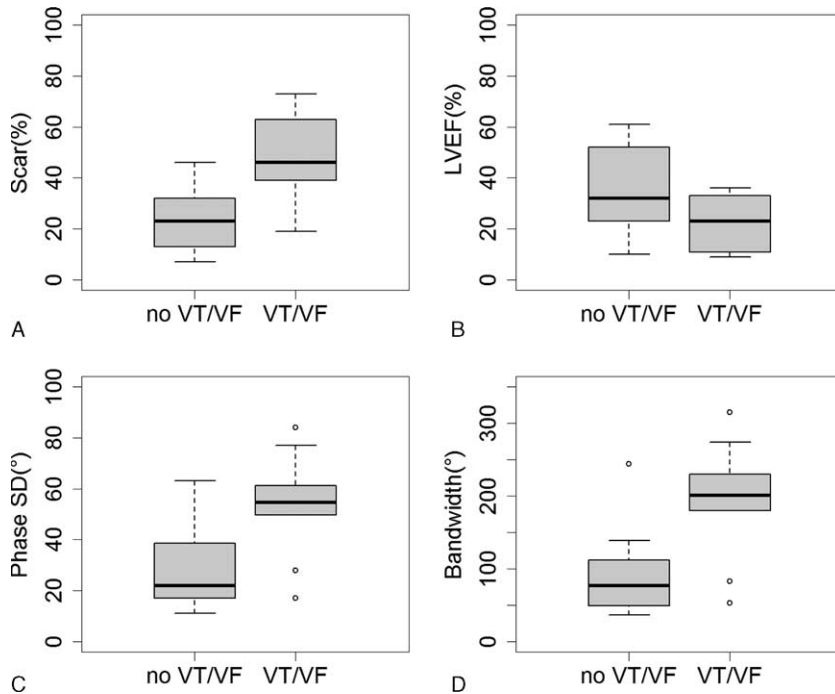 Scar(%)
100
80
60
40
20
0
no VT/VF VT/VF
A
LVEF(%)
100
80
60
40
20
0
no VT/VF VT/VF
B
Phase SD(°)
100
80
60
40
20
0
no VT/VF VT/VF
C
Bandwidth(°)
300
200
100
0
no VT/VF VT/VF
D